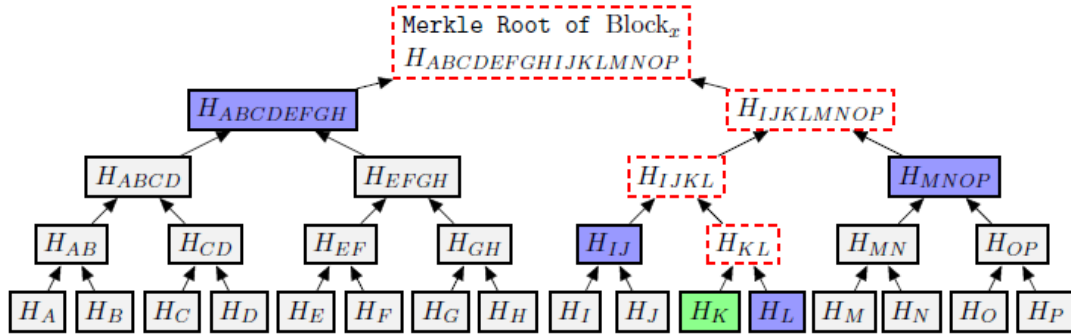 Merkle Root of Blockₓ
H_ABCDEFGHIJKLMNOP
H_ABCDEFGH H_IJKLMNOP
H_ABCD H_EFGH H_IJKL H_MNOP
H_AB H_CD H_EF H_GH H_IJ H_KL H_MN H_OP
H_A H_B H_C H_D H_E H_F H_G H_H H_I H_J H_K H_L H_M H_N H_O H_P